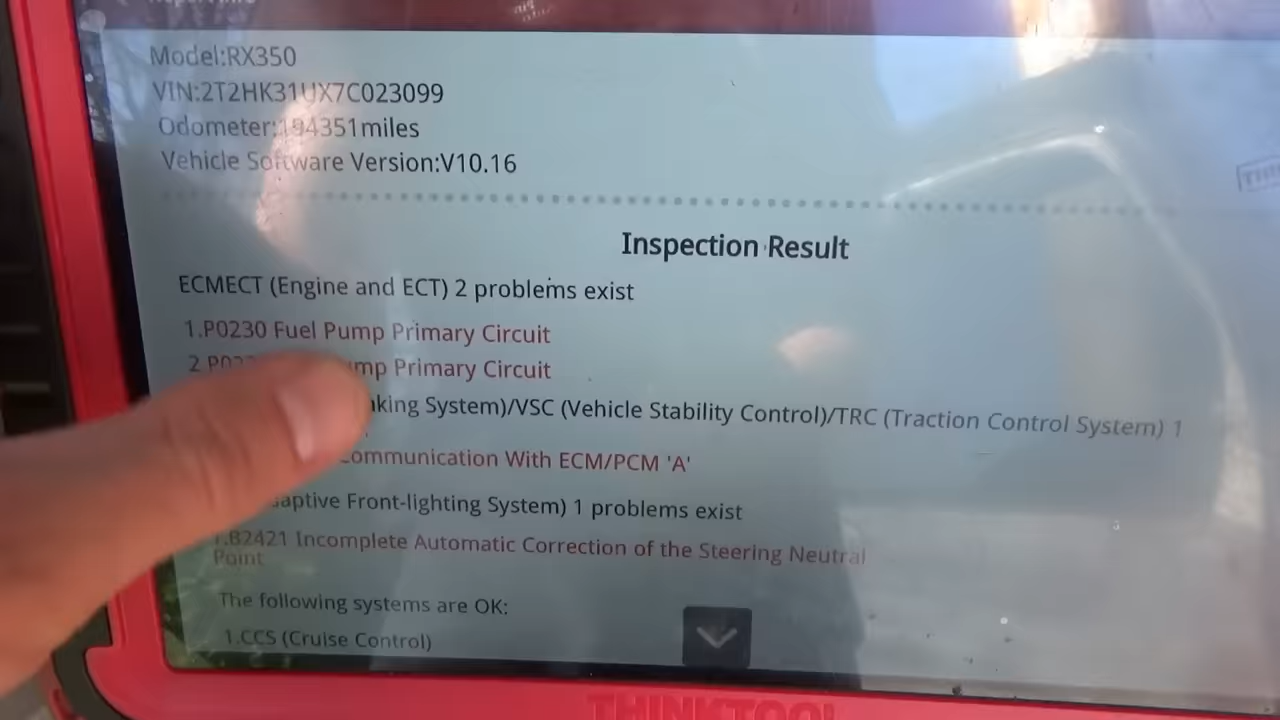 Model:RX350
VIN:2T2HK31UX7C023099
Odometer:194351miles
Vehicle Software Version:V10.16
Inspection Result
ECMECT (Engine and ECT) 2 problems exist
1.P0230 Fuel Pump Primary Circuit
2 Primary Circuit
System)/VSC (Vehicle Stability Control)/TRC (Traction Control System) 1
With ECM/PCM 'A'
Front-lighting System) 1 problems exist
1.B2421 Incomplete Automatic Correction of the Steering Neutral
Point
The following systems are OK:
1.CCS (Cruise Control)
THINKTOOL